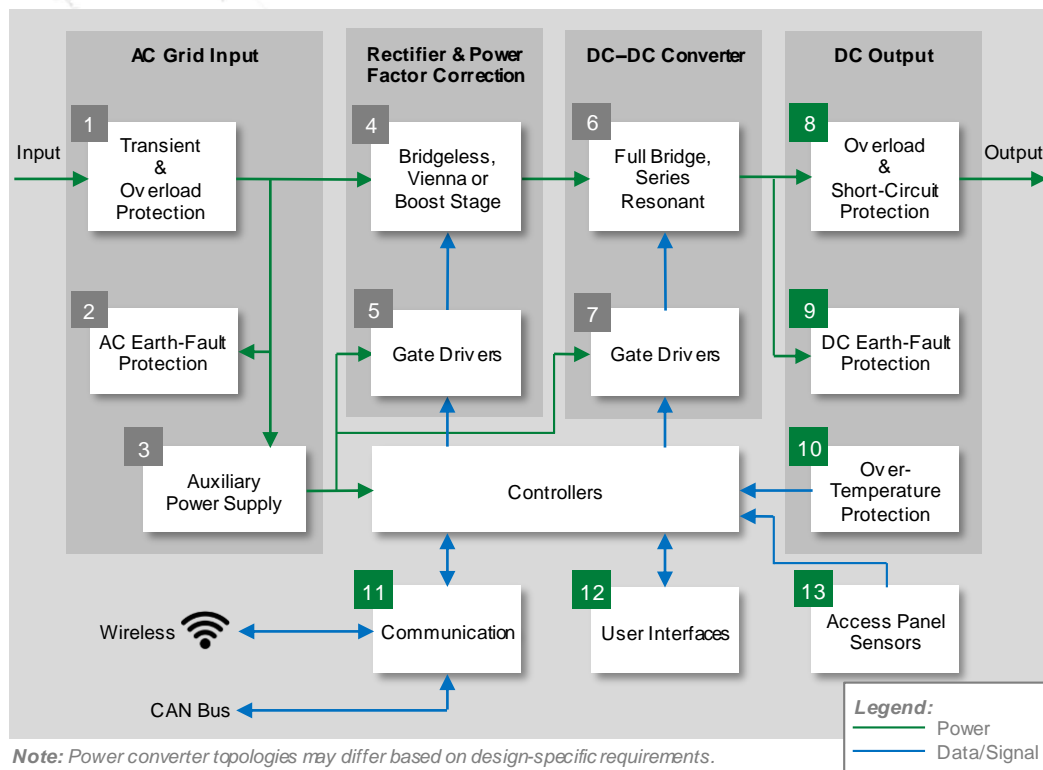 AC Grid Input
Rectifier & Power
Factor Correction
DC–DC Converter
DC Output
1
Transient
&
Overload
Protection
4
Bridgeless,
Vienna or
Boost Stage
6
Full Bridge,
Series
Resonant
8
Overload
&
Short-Circuit
Protection
Input
Output
2
AC Earth-Fault
Protection
5
Gate Drivers
7
Gate Drivers
9
DC Earth-Fault
Protection
3
Auxiliary
Power Supply
Controllers
10
Over-
Temperature
Protection
11
Communication
12
User Interfaces
13
Access Panel
Sensors
Wireless
CAN Bus
Legend:
Power
Data/Signal
Note: Power converter topologies may differ based on design-specific requirements.